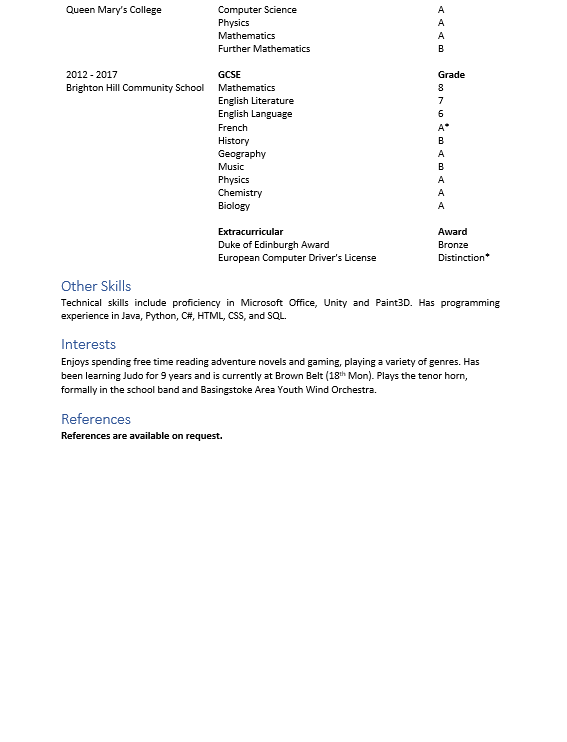 Queen Mary's College Computer Science A
Physics A
Mathematics A
Further Mathematics B
2012 - 2017 GCSE Grade
Brighton Hill Community School Mathematics 8
English Literature 7
English Language 6
French A*
History B
Geography A
Music B
Physics A
Chemistry A
Biology A
Extracurricular Award
Duke of Edinburgh Award Bronze
European Computer Driver's License Distinction*
Other Skills
Technical skills include proficiency in Microsoft Office, Unity and Paint3D. Has programming
experience in Java, Python, C#, HTML, CSS, and SQL.
Interests
Enjoys spending free time reading adventure novels and gaming, playing a variety of genres. Has
been learning Judo for 9 years and is currently at Brown Belt (18th Mon). Plays the tenor horn,
formally in the school band and Basingstoke Area Youth Wind Orchestra.
References
References are available on request.